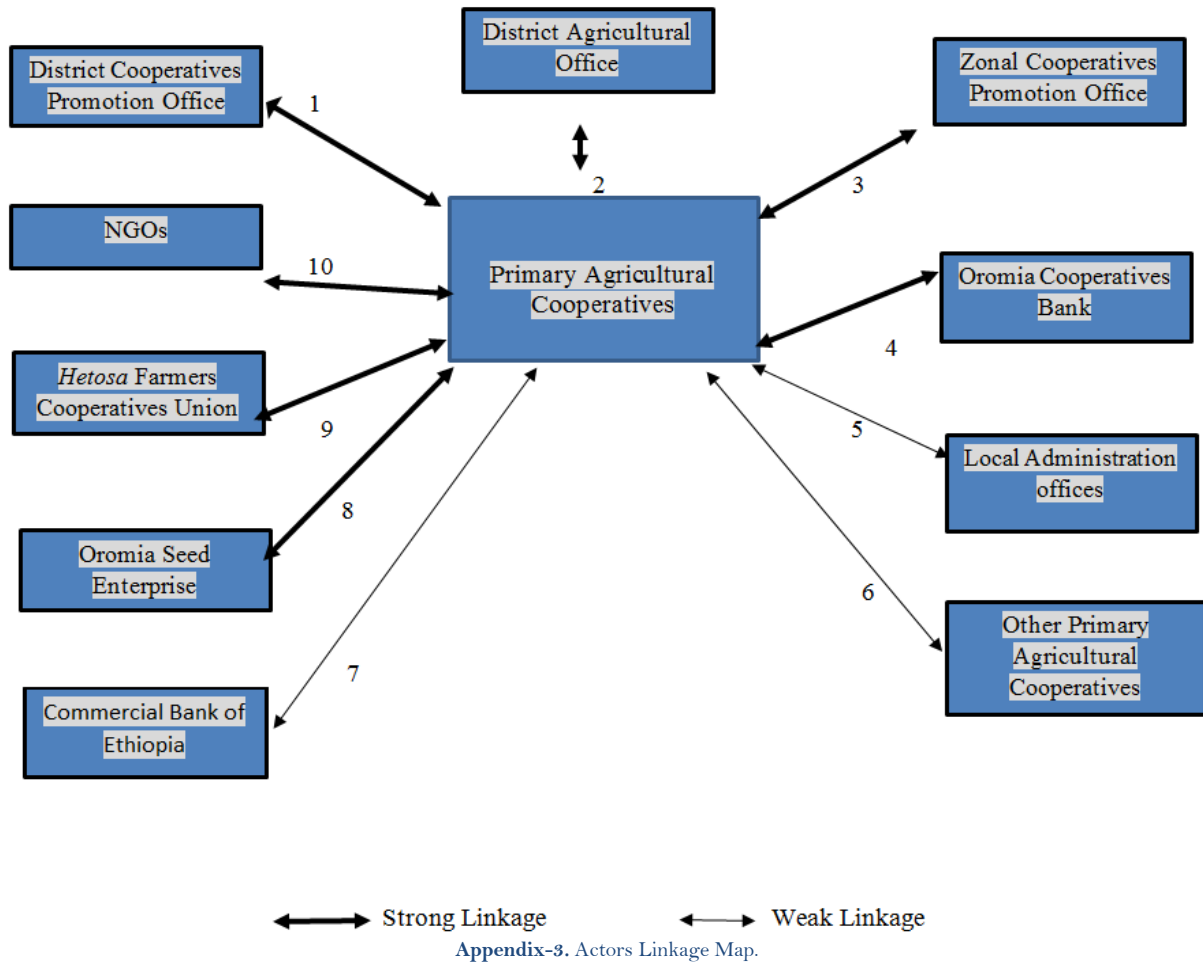 District Agricultural
Office
District Cooperatives
Promotion Office
Zonal Cooperatives
Promotion Office
1
2
3
NGOs
10
Primary Agricultural
Cooperatives
Oromia Cooperatives
Bank
4
Hetosa Farmers
Cooperatives Union
9
5
Local Administration
offices
8
Oromia Seed
Enterprise
6
Other Primary
Agricultural
Cooperatives
7
Commercial Bank of
Ethiopia
Strong Linkage
Weak Linkage
Appendix-3. Actors Linkage Map.